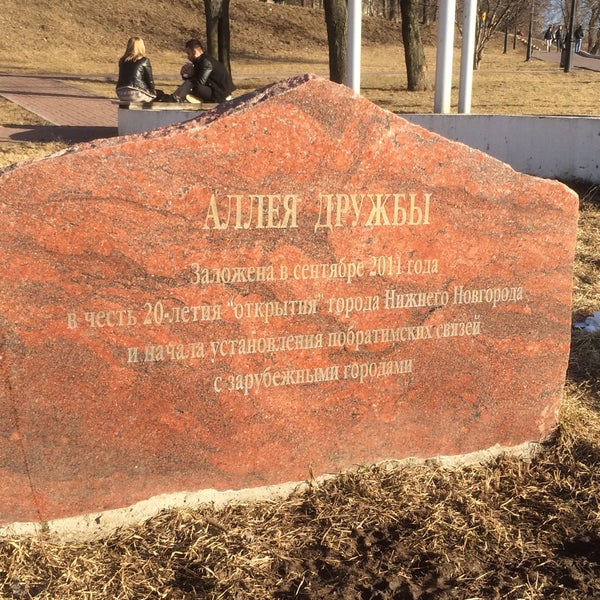 АЛЛЕЯ ДРУЖБЫ
Заложена в сентябре 2011 года
в честь 20-летия "открытия" города Нижнего Новгорода
и начала установления побратимских связей
с зарубежными городами